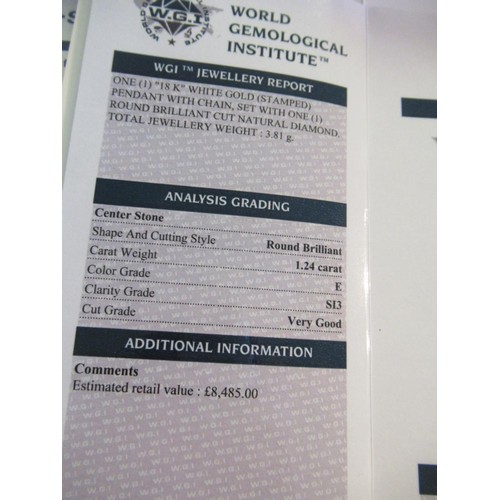 W.G.I
WORLD
GEMOLOGICAL
INSTITUTE™
WGI ™ JEWELLERY REPORT
ONE (1) "18 K" WHITE GOLD (STAMPED)
PENDANT WITH CHAIN, SET WITH ONE (1)
ROUND BRILLIANT CUT NATURAL DIAMOND.
TOTAL JEWELLERY WEIGHT : 3.81 g.
ANALYSIS GRADING
Center Stone
Shape And Cutting Style Round Brilliant
Carat Weight 1.24 carat
Color Grade E
Clarity Grade SI3
Cut Grade Very Good
ADDITIONAL INFORMATION
Comments
Estimated retail value : £8,485.00